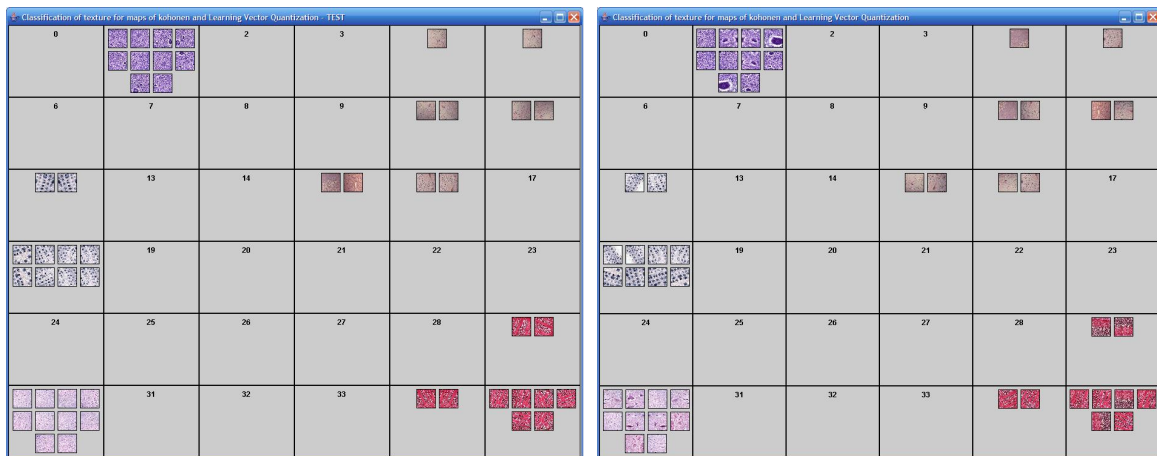 Classification of texture for maps of kohonen and Learning Vector Quantization - TEST
0 2 3
6 7 8 9
13 14 17
19 20 21 22 23
24 25 26 27 28
31 32 33
Classification of texture for maps of kohonen and Learning Vector Quantization
0 2 3
6 7 8 9
13 14 17
19 20 21 22 23
24 25 26 27 28
31 32 33